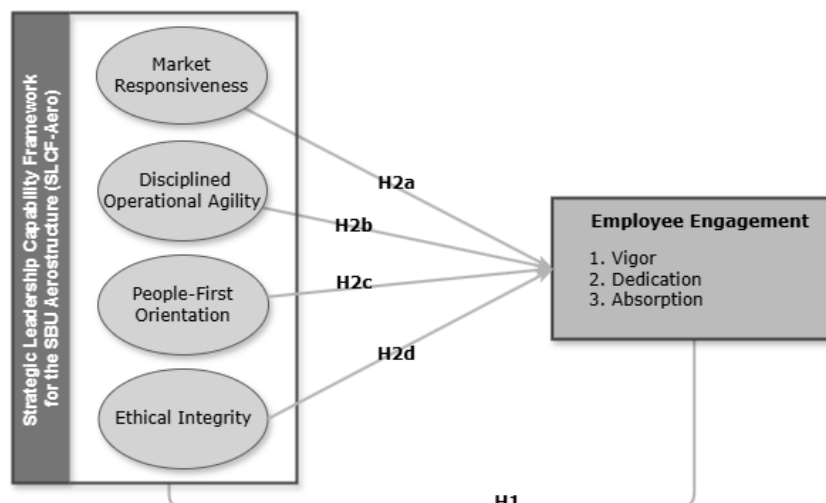 Strategic Leadership Capability Framework
for the SBU Aerostructure (SLCF-Aero)
Market
Responsiveness
Disciplined
Operational Agility
People-First
Orientation
Ethical Integrity
H2a
H2b
H2c
H2d
Employee Engagement
1. Vigor
2. Dedication
3. Absorption
H1